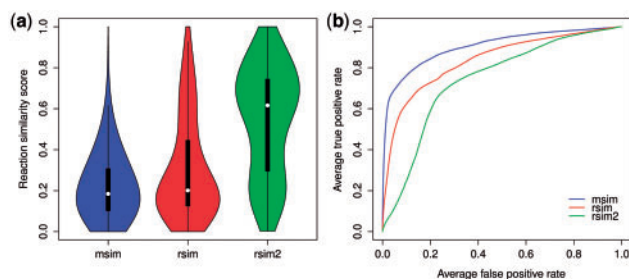 (a)
Reaction similarity score
1.0
0.8
0.6
0.4
0.2
0.0
msim rsim rsim2
(b)
Average true positive rate
1.0
0.8
0.6
0.4
0.2
0.0
msim
rsim
rsim2
0.0 0.2 0.4 0.6 0.8 1.0
Average false positive rate